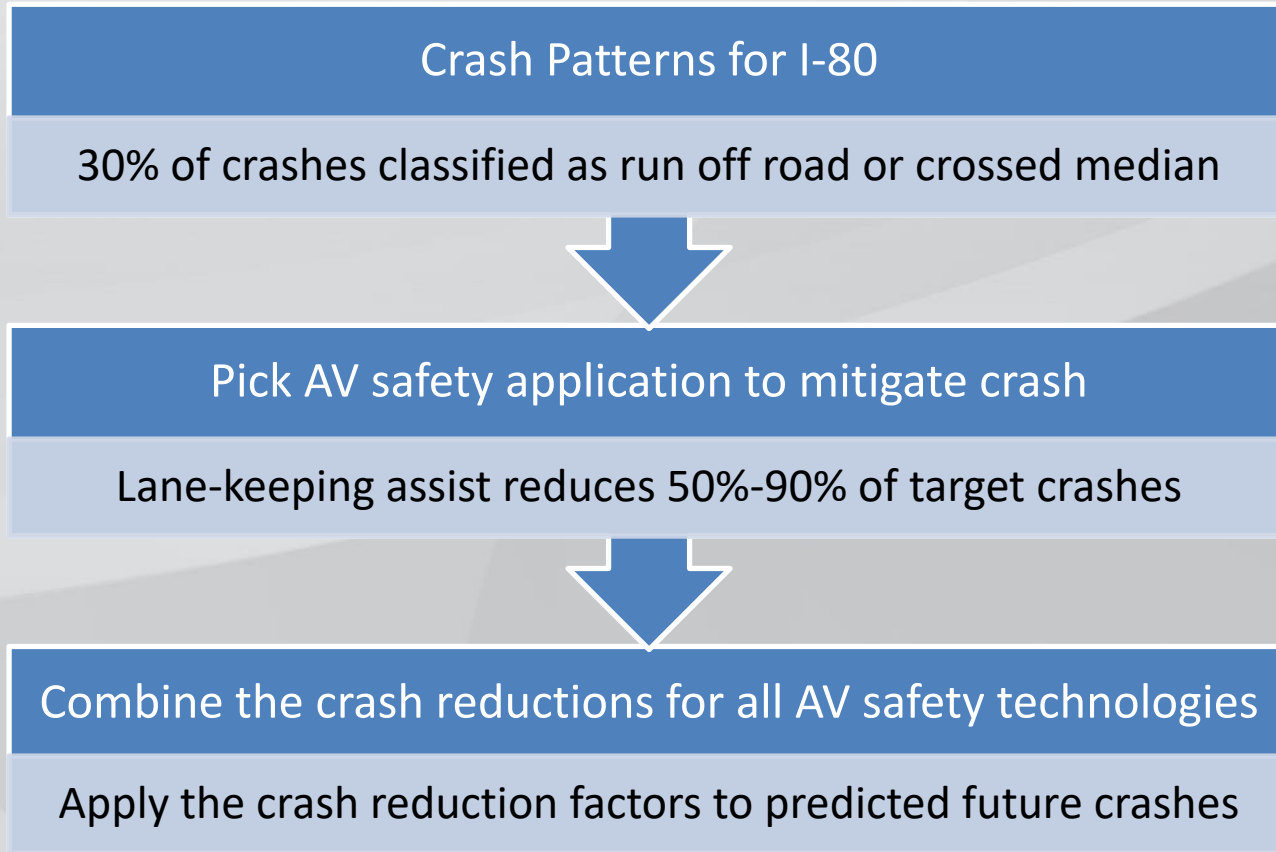 Crash Patterns for I-80
30% of crashes classified as run off road or crossed median
Pick AV safety application to mitigate crash
Lane-keeping assist reduces 50%-90% of target crashes
Combine the crash reductions for all AV safety technologies
Apply the crash reduction factors to predicted future crashes